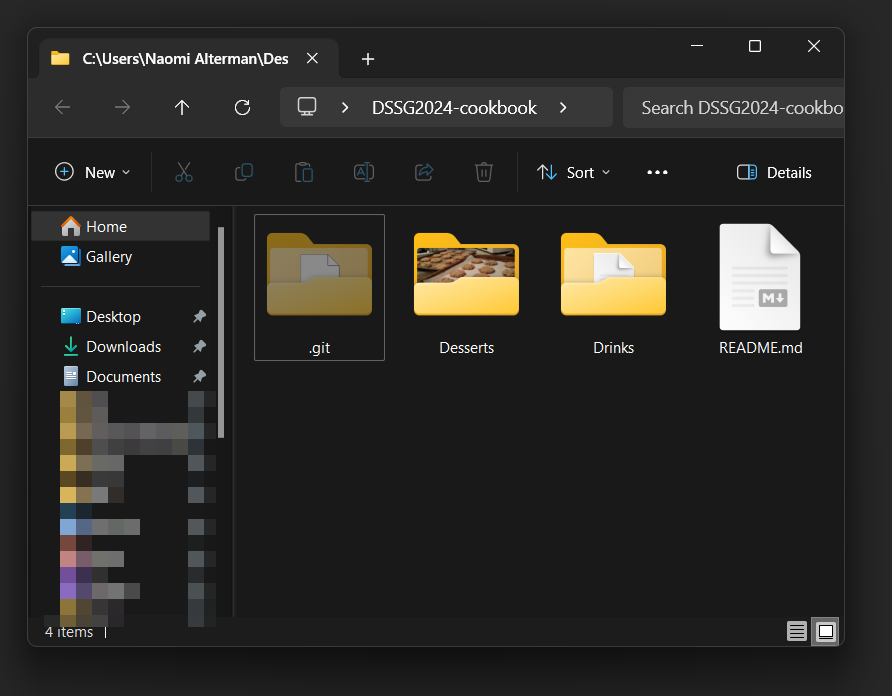 C:\Users\Naomi Alterman\Des
DSSG2024-cookbook
Search DSSG2024-cookbo
New
Sort
Details
Home
Gallery
Desktop
Downloads
Documents
.git
Desserts
Drinks
README.md
M
4 items